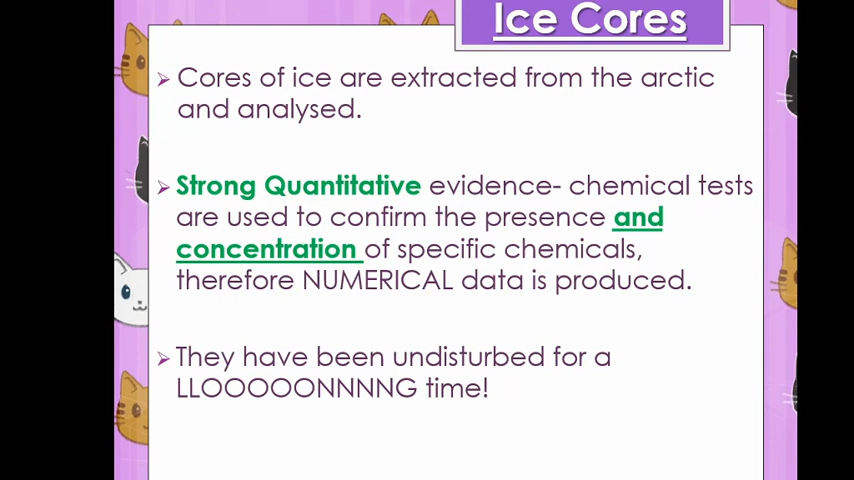 Ice Cores
Cores of ice are extracted from the arctic
and analysed.
Strong Quantitative evidence- chemical tests
are used to confirm the presence and
concentration of specific chemicals,
therefore NUMERICAL data is produced.
They have been undisturbed for a
LLOOOOONNNNG time!